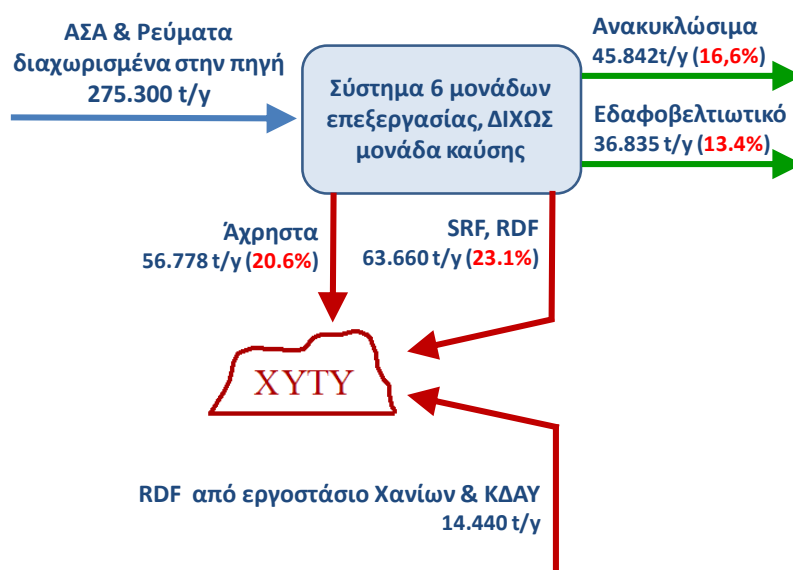 ΑΣΑ & Ρεύματα
διαχωρισμένα στην πηγή
275.300 t/y
Σύστημα 6 μονάδων
επεξεργασίας, ΔΙΧΩΣ
μονάδα καύσης
Ανακυκλώσιμα
45.842t/y (16,6%)
Εδαφοβελτιωτικό
36.835 t/y (13.4%)
Άχρηστα
56.778 t/y (20.6%)
SRF, RDF
63.660 t/y (23.1%)
ΧΥΤΥ
RDF από εργοστάσιο Χανίων & ΚΔΑΥ
14.440 t/y